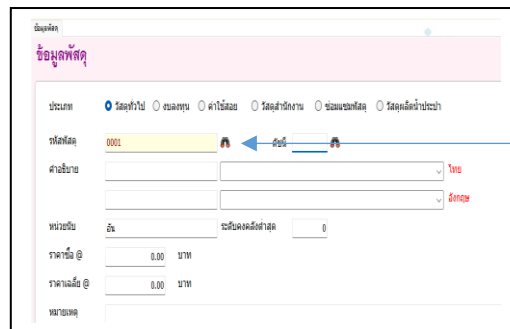 ข้อมูลพัสดุ
ข้อมูลพัสดุ
ประเภท วัสดุทั่วไป งบลงทุน ค่าใช้สอย วัสดุสำนักงาน ซ่อมแซมพัสดุ วัสดุผลิตน้ำประปา
รหัสพัสดุ 0001 ดัชนี
คำอธิบาย ไทย
อังกฤษ
หน่วยนับ อัน ระดับคงคลังต่ำสุด 0
ราคาซื้อ @ 0.00 บาท
ราคาเฉลี่ย @ 0.00 บาท
หมายเหตุ